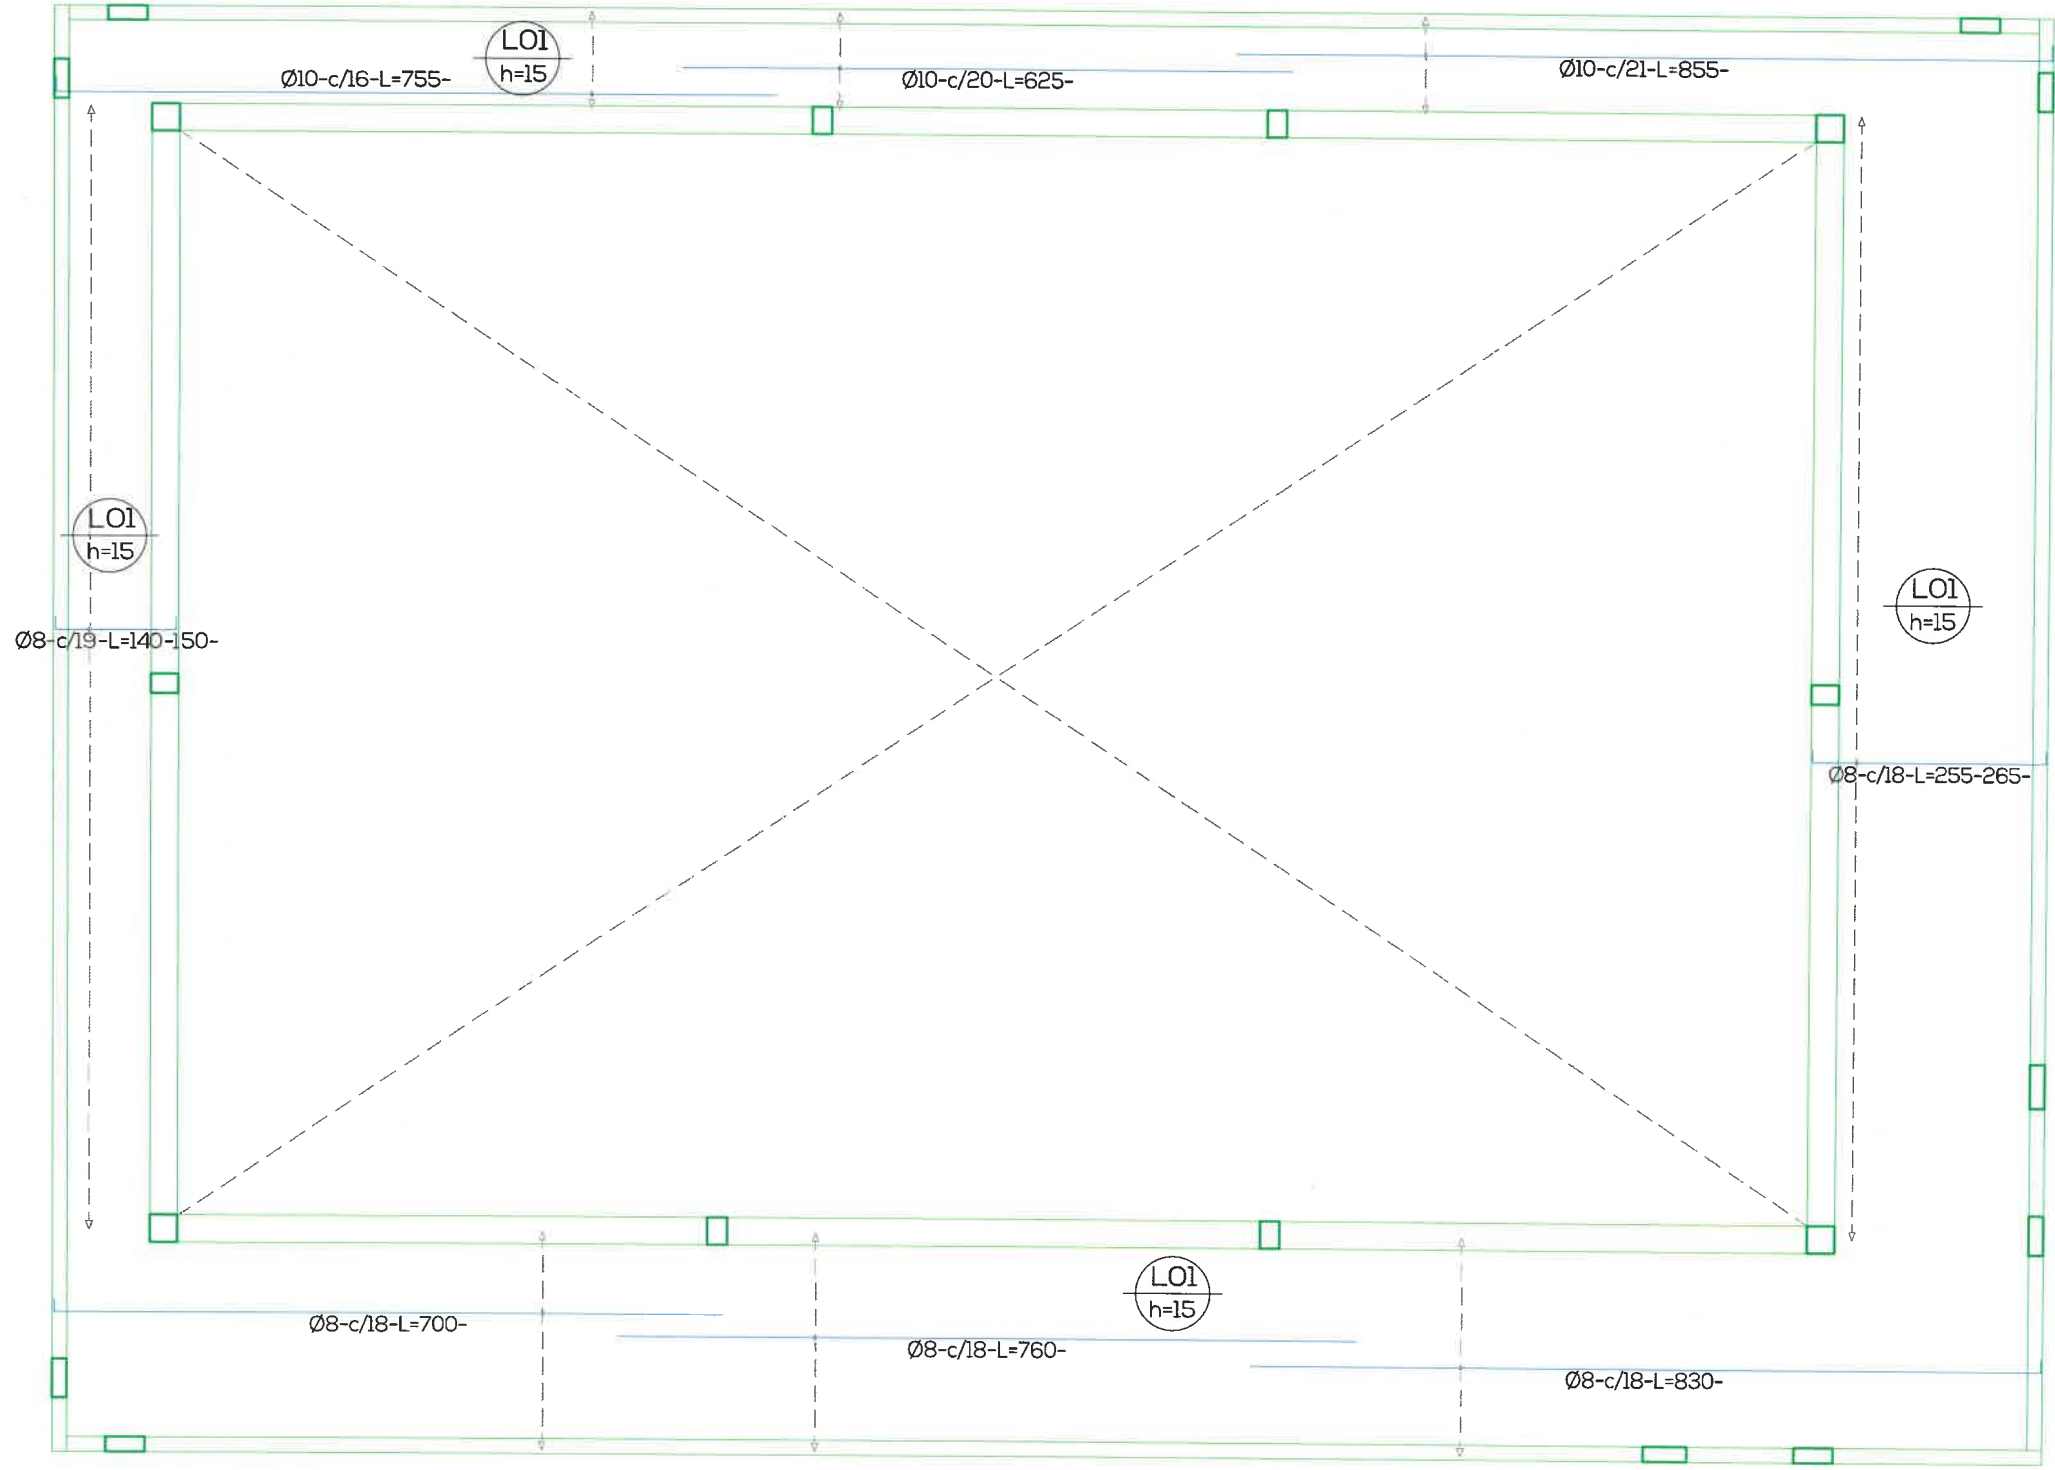 L01
h=15
Ø10-c/16-L=755-
Ø10-c/20-L=625-
Ø10-c/21-L=855-
L01
h=15
L01
h=15
Ø8-c/19-L=140-150-
Ø8-c/18-L=255-265-
L01
h=15
Ø8-c/18-L=700-
Ø8-c/18-L=760-
Ø8-c/18-L=830-